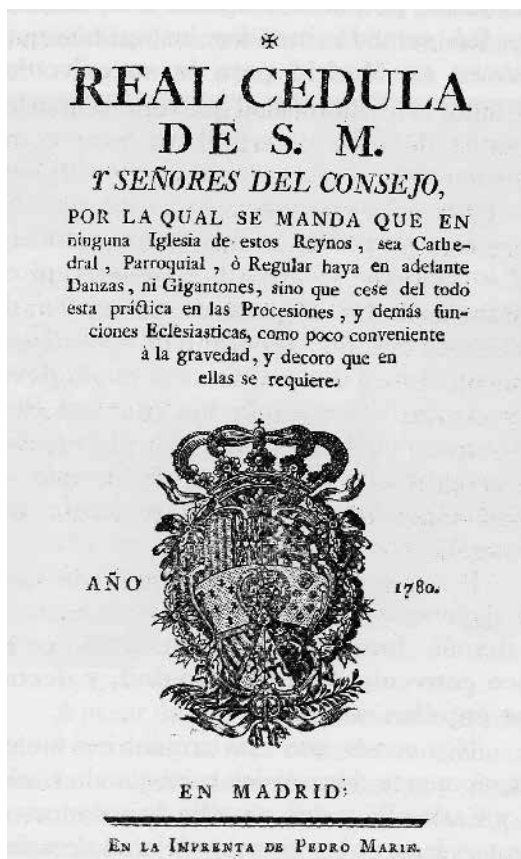 ✠
REAL CEDULA
DE S. M.
Y SEÑORES DEL CONSEJO,
POR LA QUAL SE MANDA QUE EN
ninguna Iglesia de estos Reynos, sea Cathe-
dral, Parroquial, ò Regular haya en adelante
Danzas, ni Gigantones, sino que cese del todo
esta práctica en las Procesiones, y demás fun-
ciones Eclesiasticas, como poco conveniente
à la gravedad, y decoro que en
ellas se requiere.
AÑO 1780.
EN MADRID:
EN LA IMPRENTA DE PEDRO MARIN.